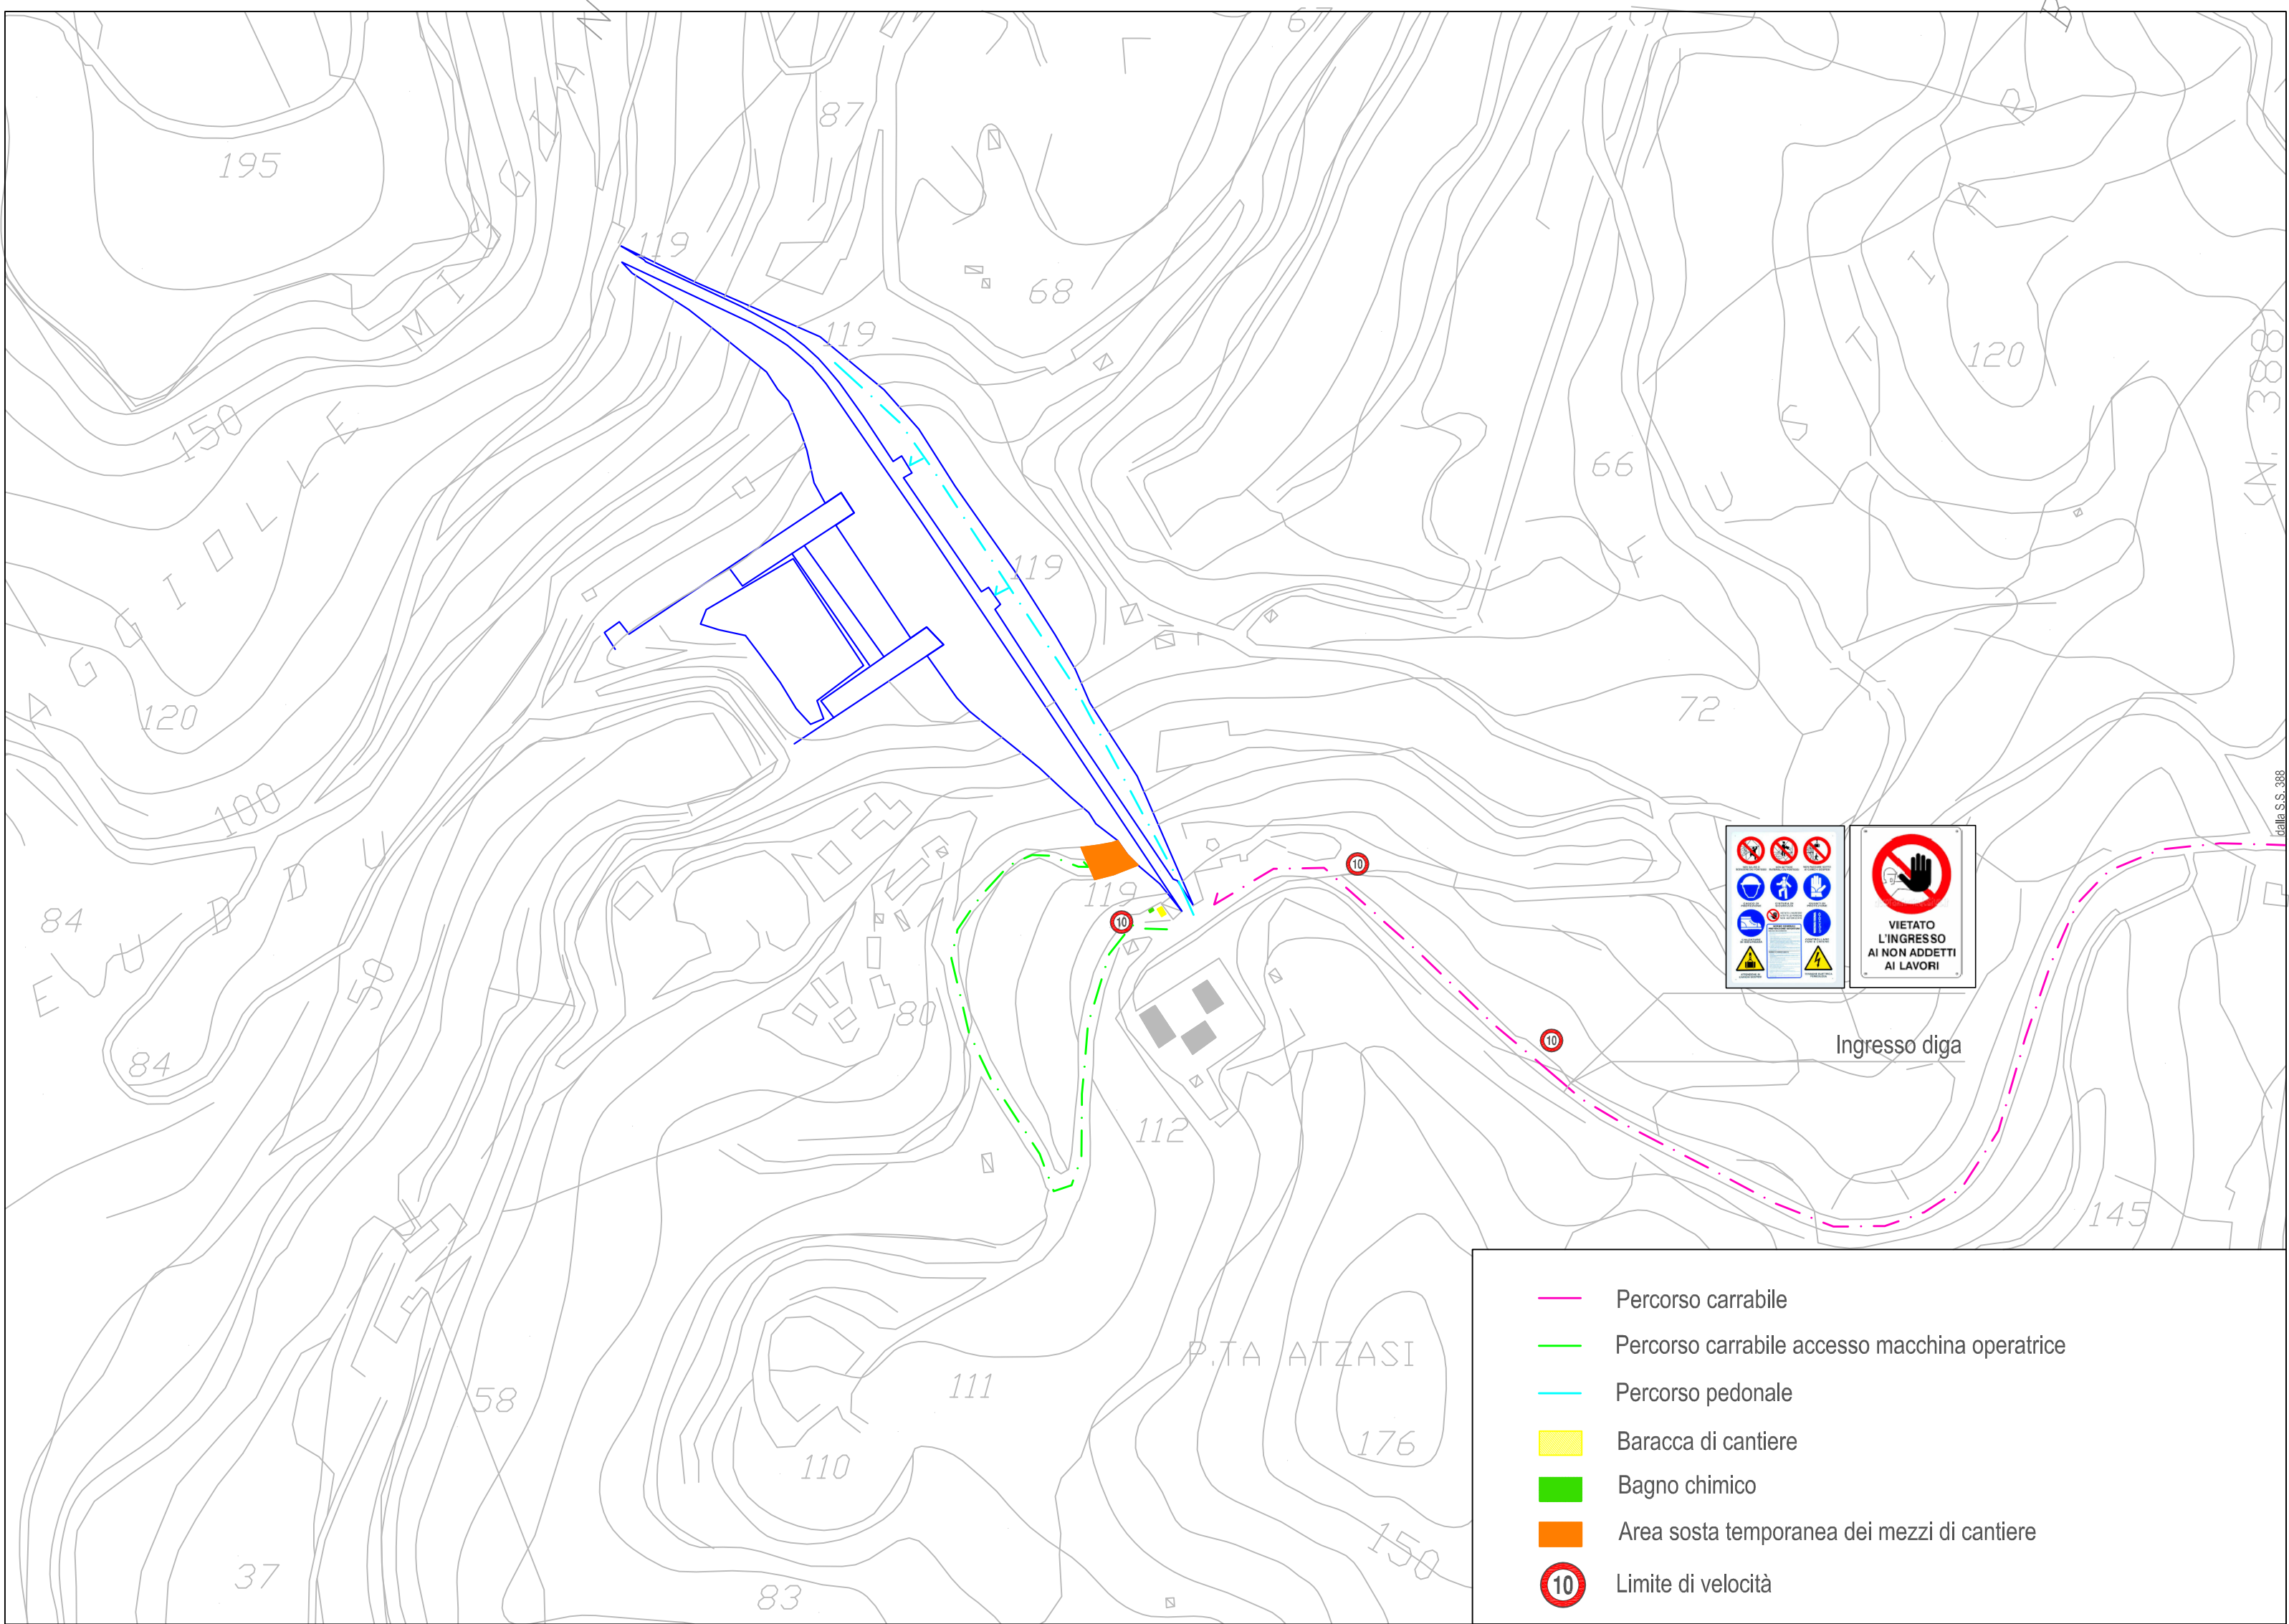 67
87
195
119
68
119
120
N. 388
150
66
119
72
120
100
dalla S.S. 388
84
119
10
10
VIETATO
L'INGRESSO
AI NON ADDETTI
AI LAVORI
59
80
10
Ingresso diga
84
112
145
P.TA ATZASI
58
111
176
110
150
37
83
Percorso carrabile
Percorso carrabile accesso macchina operatrice
Percorso pedonale
Baracca di cantiere
Bagno chimico
Area sosta temporanea dei mezzi di cantiere
10 Limite di velocità